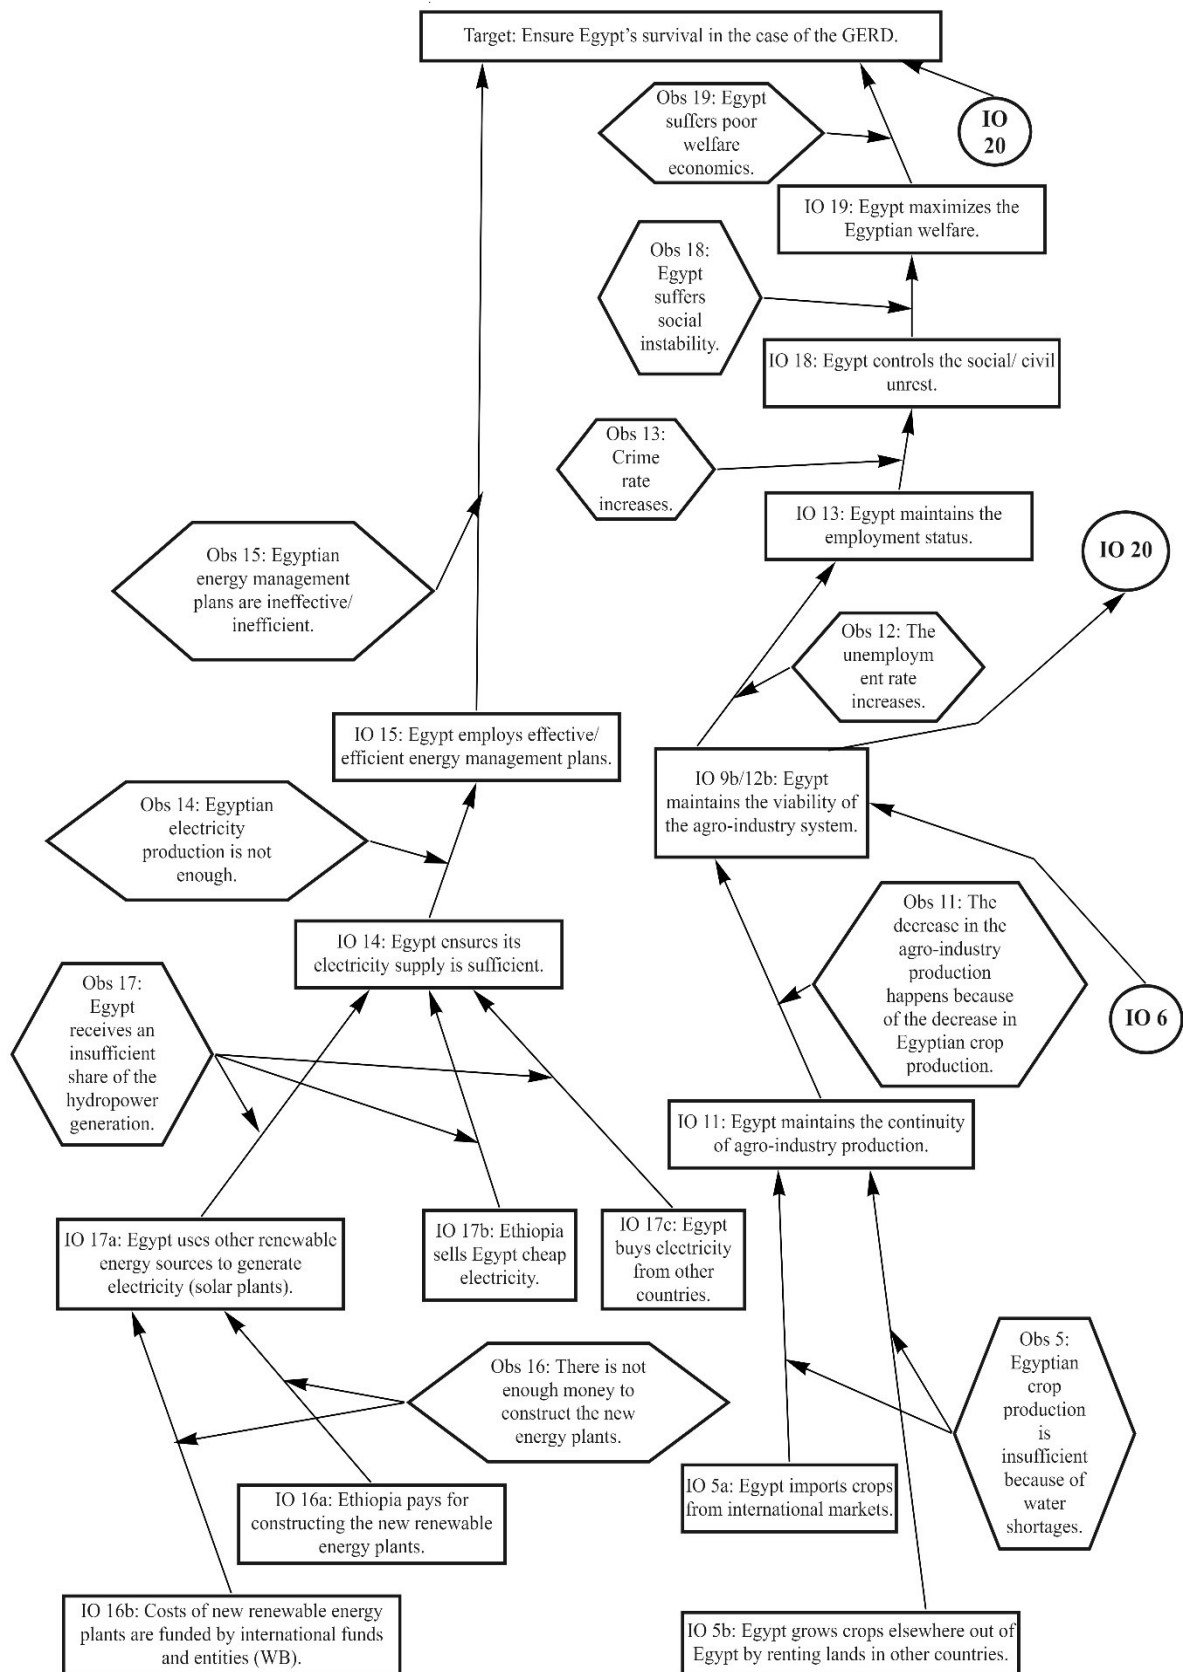 Target: Ensure Egypt's survival in the case of the GERD.
Obs 19: Egypt
suffers poor
welfare
economics.
IO
20
IO 19: Egypt maximizes the
Egyptian welfare.
Obs 18:
Egypt
suffers
social
instability.
IO 18: Egypt controls the social/ civil
unrest.
Obs 13:
Crime
rate
increases.
IO 13: Egypt maintains the
employment status.
IO 20
Obs 15: Egyptian
energy management
plans are ineffective/
inefficient.
Obs 12: The
unemploym
ent rate
increases.
IO 15: Egypt employs effective/
efficient energy management plans.
IO 9b/12b: Egypt
maintains the viability of
the agro-industry system.
Obs 14: Egyptian
electricity
production is not
enough.
Obs 11: The
decrease in the
agro-industry
production
happens because
of the decrease in
Egyptian crop
production.
IO 14: Egypt ensures its
electricity supply is sufficient.
Obs 17:
Egypt
receives an
insufficient
share of the
hydropower
generation.
IO 6
IO 11: Egypt maintains the continuity
of agro-industry production.
IO 17a: Egypt uses other renewable
energy sources to generate
electricity (solar plants).
IO 17b: Ethiopia
sells Egypt cheap
electricity.
IO 17c: Egypt
buys electricity
from other
countries.
Obs 16: There is not
enough money to
construct the new
energy plants.
Obs 5:
Egyptian
crop
production
is
insufficient
because of
water
shortages.
IO 16a: Ethiopia pays for
constructing the new renewable
energy plants.
IO 5a: Egypt imports crops
from international markets.
IO 16b: Costs of new renewable energy
plants are funded by international funds
and entities (WB).
IO 5b: Egypt grows crops elsewhere out of
Egypt by renting lands in other countries.